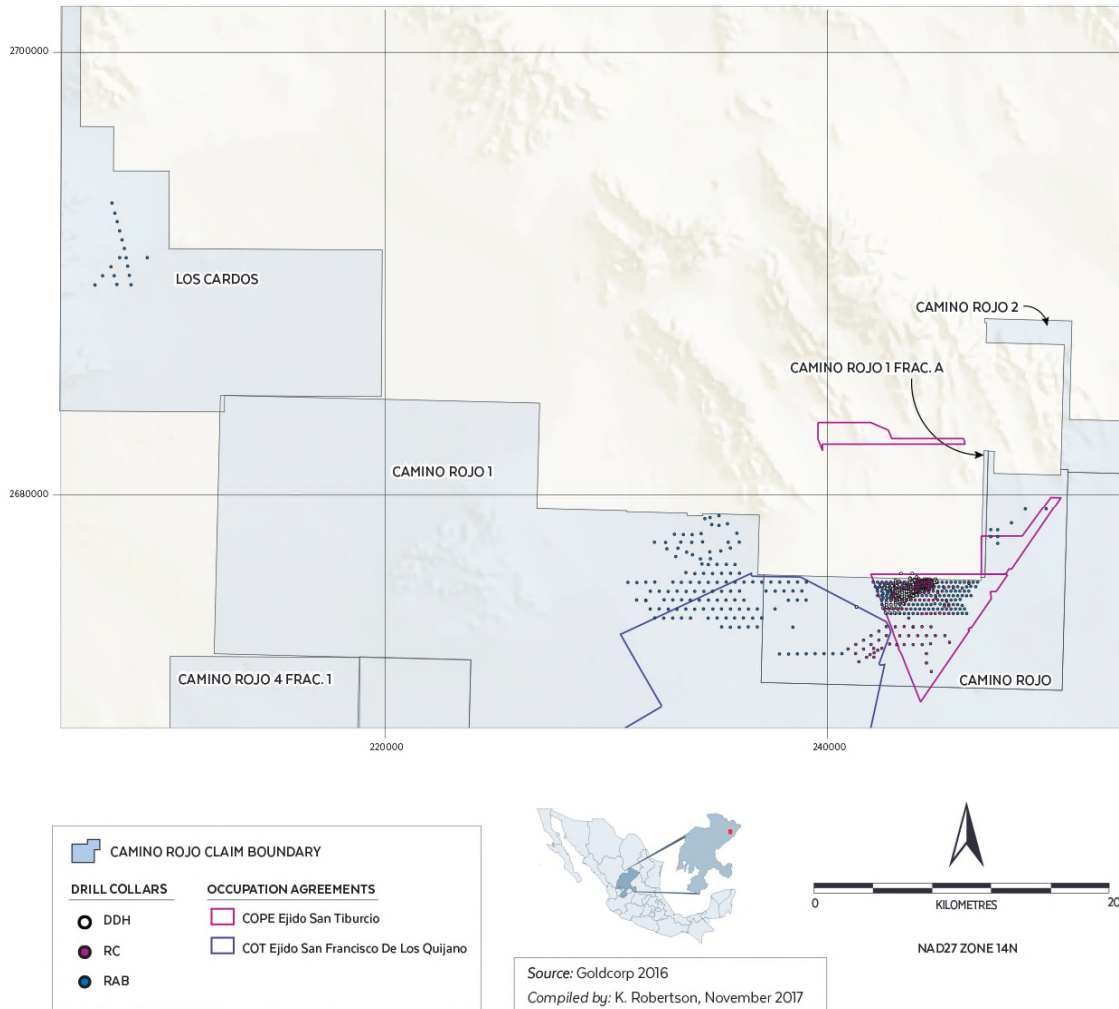 2700000
LOS CARDOS
CAMINO ROJO 2
CAMINO ROJO 1 FRAC. A
CAMINO ROJO 1
2680000
CAMINO ROJO 4 FRAC. 1
CAMINO ROJO
220000
240000
CAMINO ROJO CLAIM BOUNDARY
DRILL COLLARS
DDH
RC
RAB
OCCUPATION AGREEMENTS
COPE Ejido San Tiburcio
COT Ejido San Francisco De Los Quijano
Source: Goldcorp 2016
Compiled by: K. Robertson, November 2017
0
20
KILOMETRES
NAD27 ZONE 14N